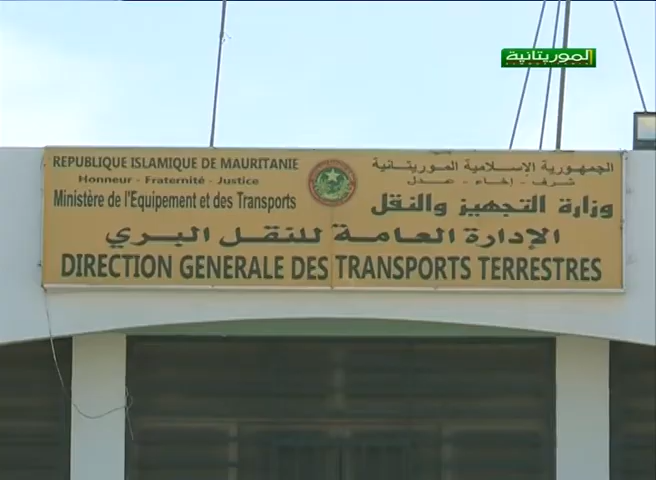 الموريتانية
REPUBLIQUE ISLAMIQUE DE MAURITANIE
Honneur - Fraternité - Justice
Ministère de l'Equipement et des Transports
الجمهورية الإسلامية الموريتانية
شرف - إخاء - عدل
وزارة التجهيز والنقل
الإدارة العامة للنقل البري
DIRECTION GENERALE DES TRANSPORTS TERRESTRES